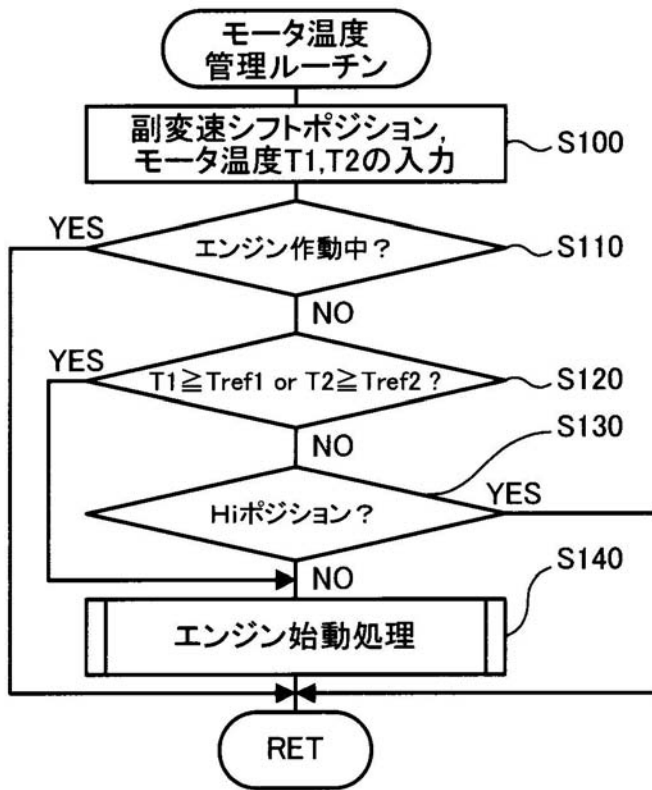 モータ温度
管理ルーチン
副変速シフトポジション,
モータ温度T1,T2の入力
S100
YES
エンジン作動中？
S110
NO
YES
T1≧Tref1 or T2≧Tref2？
S120
NO
S130
Hiポジション？
YES
NO
S140
エンジン始動処理
RET